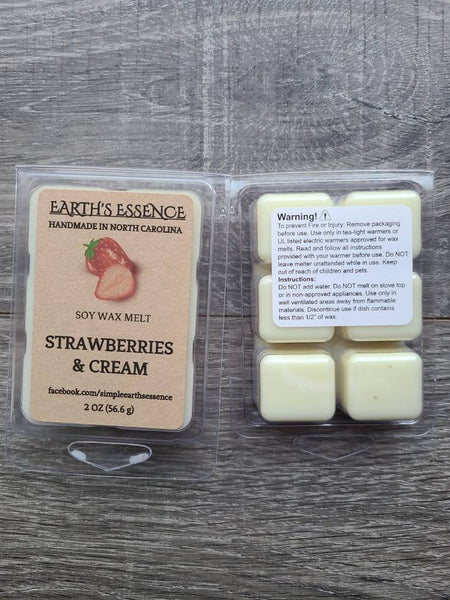 EARTH'S ESSENCE
HANDMADE IN NORTH CAROLINA
SOY WAX MELT
STRAWBERRIES
& CREAM
facebook.com/simpleearthsessence
2 OZ (56.6 g)
Warning!
To prevent Fire or Injury: Remove packaging
before use. Use only in tea-light warmers or
UL listed electric warmers approved for wax
melts. Read and follow all instructions
provided with your warmer before use. Do NOT
leave melter unattended while in use. Keep
out of reach of children and pets.
Instructions:
Do NOT add water. Do NOT melt on stove top
or in non-approved appliances. Use only in
well ventilated areas away from flammable
materials. Discontinue use if dish contains
less than 1/2" of wax.